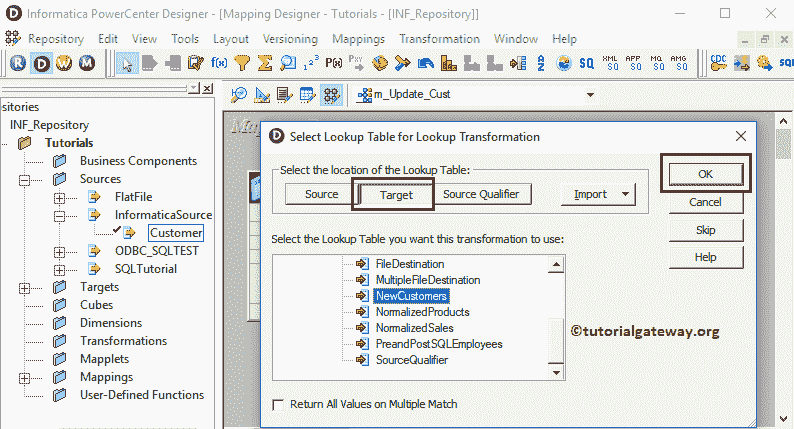 Informatica PowerCenter Designer - [Mapping Designer - Tutorials - [INF_Repository]]
Repository Edit View Tools Layout Versioning Mappings Transformation Window Help
m_Update_Cust
sitories
INF_Repository
Tutorials
Business Components
Sources
FlatFile
InformaticaSource
Customer
ODBC_SQLTEST
SQLTutorial
Targets
Cubes
Dimensions
Transformations
Mapplets
Mappings
User-Defined Functions
Select Lookup Table for Lookup Transformation
Select the location of the Lookup Table:
Source Target Source Qualifier Import
OK
Cancel
Skip
Help
Select the Lookup Table you want this transformation to use:
FileDestination
MultipleFileDestination
NewCustomers
NormalizedProducts
NormalizedSales
PreandPostSQLEmployees
SourceQualifier
©tutorialgateway.org
Return All Values on Multiple Match